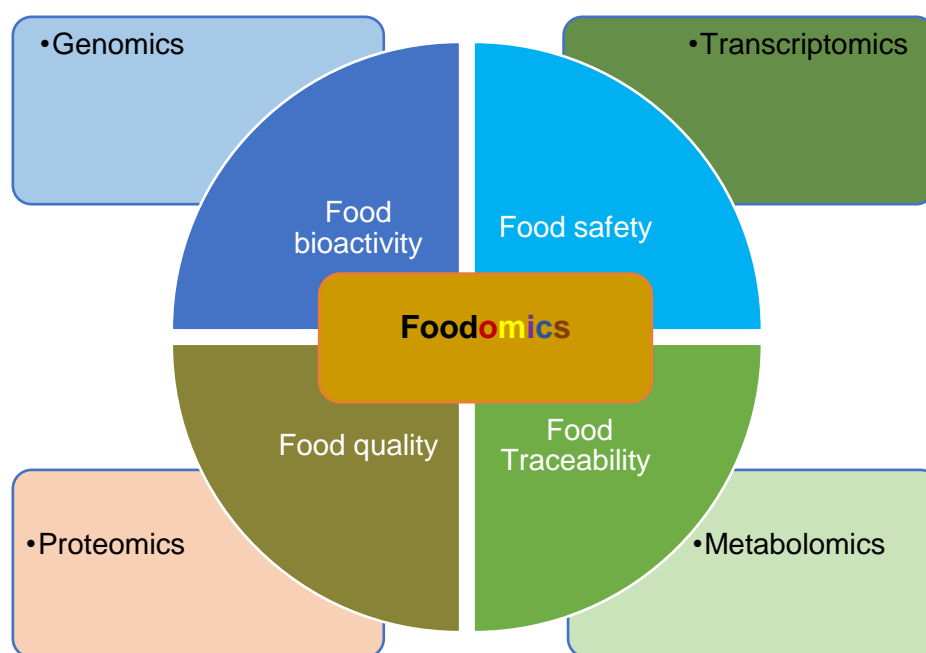 •Genomics
•Transcriptomics
Food
bioactivity
Food safety
Foodomics
Food quality
Food
Traceability
•Proteomics
•Metabolomics